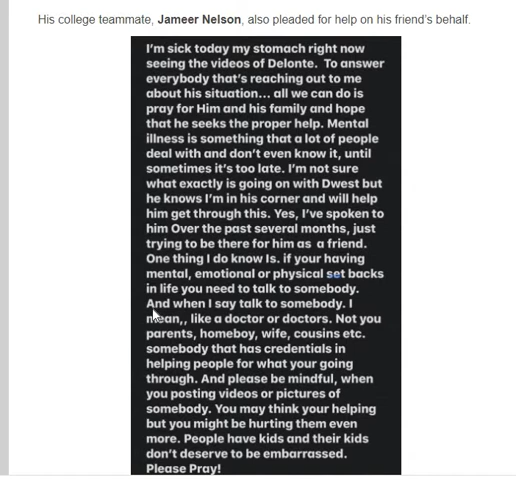 His college teammate, Jameer Nelson, also pleaded for help on his friend's behalf.
I'm sick today my stomach right now
seeing the videos of Delonte.  To answer
everybody that's reaching out to me
about his situation... all we can do is
pray for Him and his family and hope
that he seeks the proper help. Mental
illness is something that a lot of people
deal with and don't even know it, until
sometimes it's too late. I'm not sure
what exactly is going on with Dwest but
he knows I'm in his corner and will help
him get through this. Yes, I've spoken to
him Over the past several months, just
trying to be there for him as  a friend.
One thing I do know Is. if your having
mental, emotional or physical set backs
in life you need to talk to somebody.
And when I say talk to somebody. I
mean,, like a doctor or doctors. Not you
parents, homeboy, wife, cousins etc.
somebody that has credentials in
helping people for what your going
through. And please be mindful, when
you posting videos or pictures of
somebody. You may think your helping
but you might be hurting them even
more. People have kids and their kids
don't deserve to be embarrassed.
Please Pray!